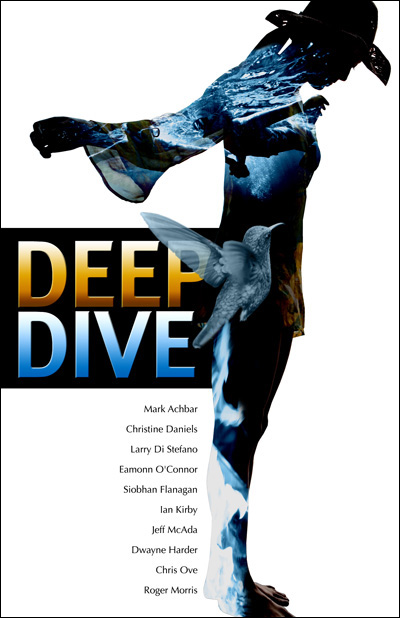 DEEP
DIVE
Mark Achbar
Christine Daniels
Larry Di Stefano
Eamonn O'Connor
Siobhan Flanagan
Ian Kirby
Jeff McAda
Dwayne Harder
Chris Ove
Roger Morris